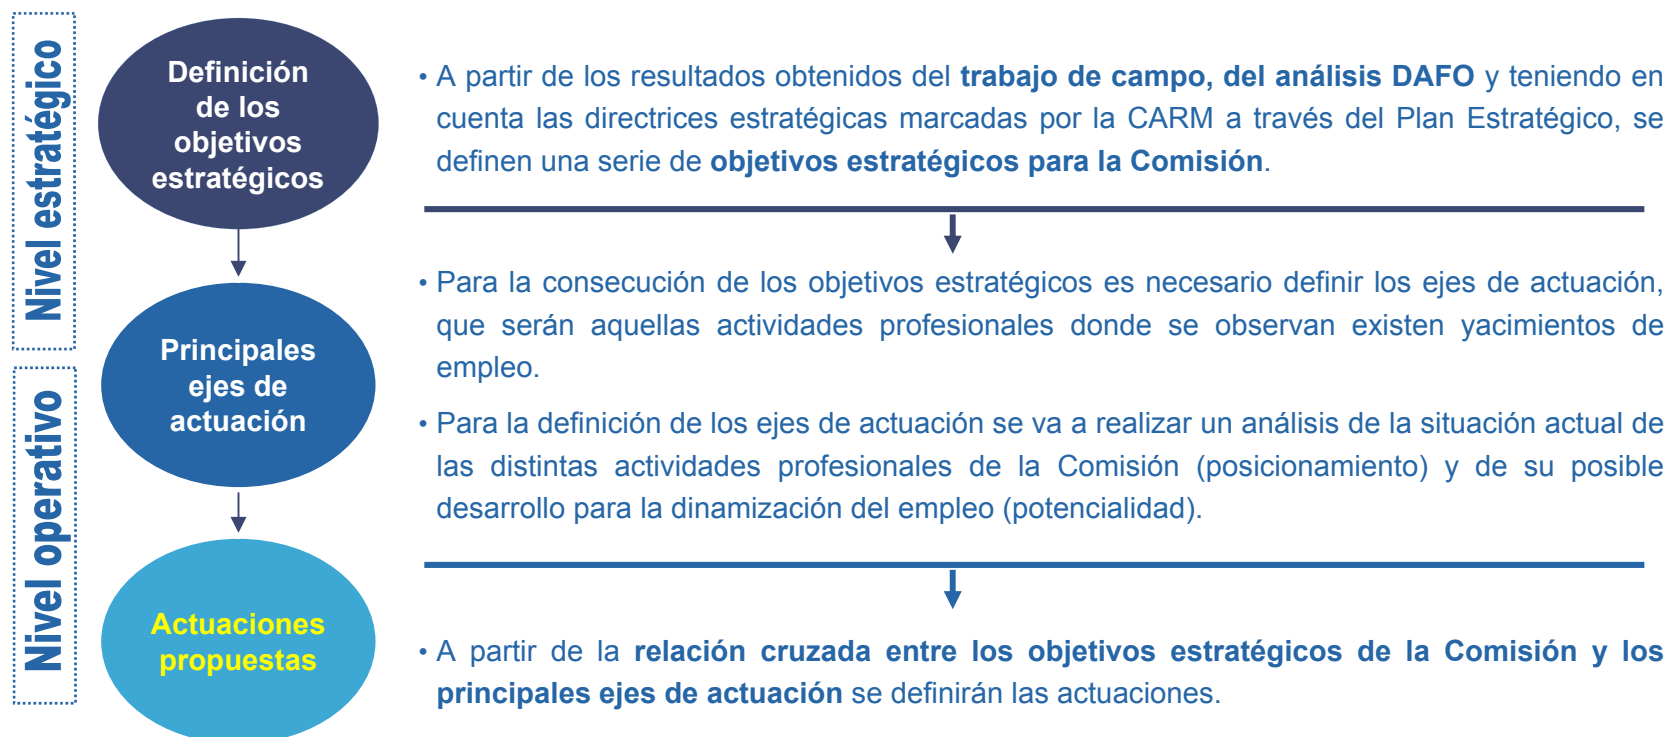 Nivel estratégico
Definición
de los
objetivos
estratégicos
• A partir de los resultados obtenidos del trabajo de campo, del análisis DAFO y teniendo en
cuenta las directrices estratégicas marcadas por la CARM a través del Plan Estratégico, se
definen una serie de objetivos estratégicos para la Comisión.
Principales
ejes de
actuación
• Para la consecución de los objetivos estratégicos es necesario definir los ejes de actuación,
que serán aquellas actividades profesionales donde se observan existen yacimientos de
empleo.
• Para la definición de los ejes de actuación se va a realizar un análisis de la situación actual de
las distintas actividades profesionales de la Comisión (posicionamiento) y de su posible
desarrollo para la dinamización del empleo (potencialidad).
Nivel operativo
Actuaciones
propuestas
• A partir de la relación cruzada entre los objetivos estratégicos de la Comisión y los
principales ejes de actuación se definirán las actuaciones.